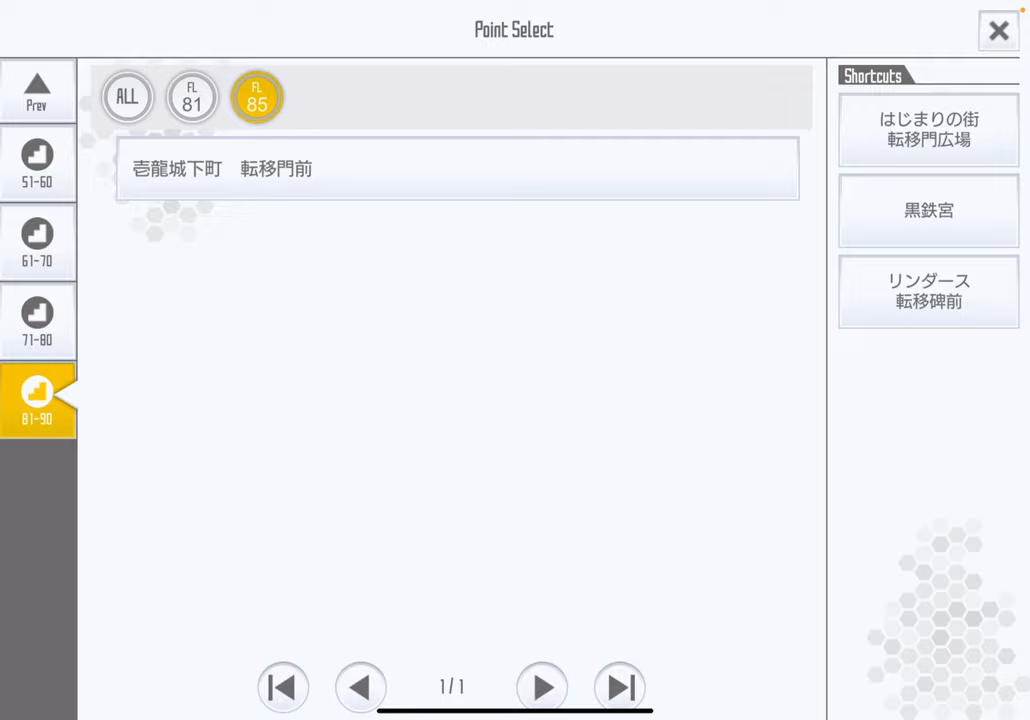 Point Select
Prev
51-60
61-70
71-80
81-90
ALL
FL
81
FL
85
壱龍城下町　転移門前
1/1
Shortcuts
はじまりの街
転移門広場
黒鉄宮
リンダース
転移碑前